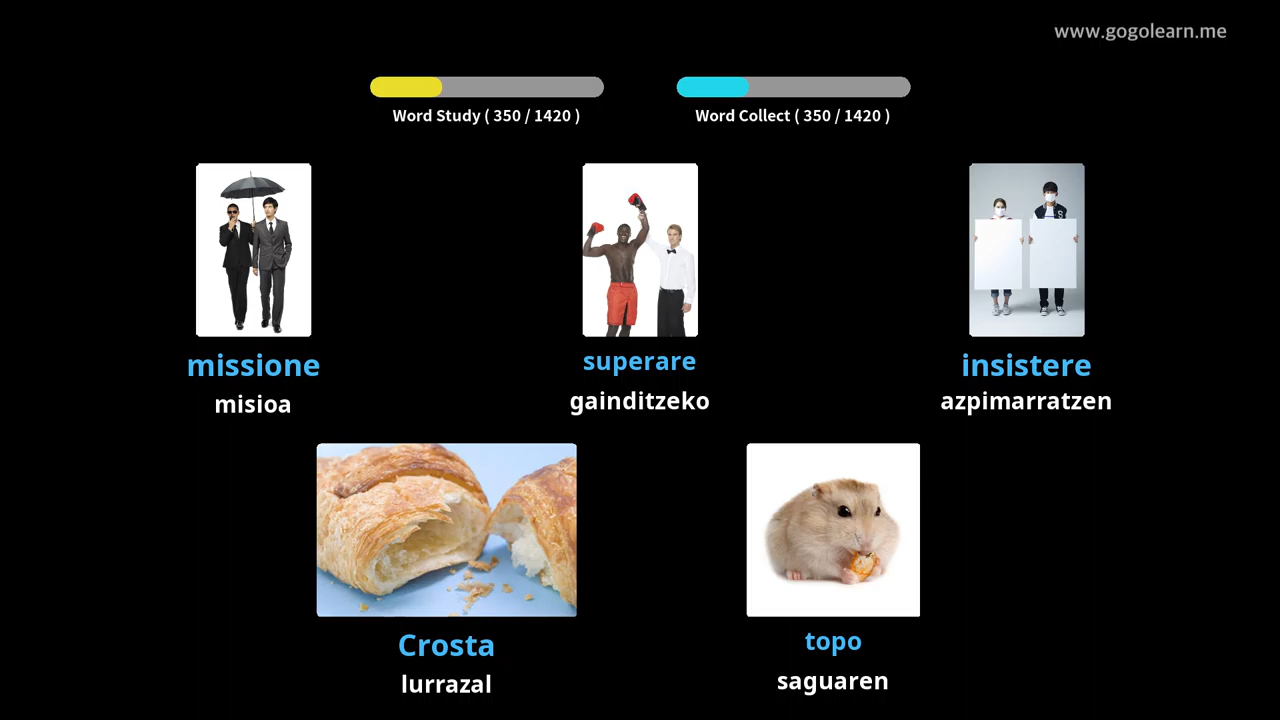 www.gogolearn.me
Word Study ( 350 / 1420 )
Word Collect ( 350 / 1420 )
missione
misioa
superare
gainditzeko
insistere
azpimarratzen
Crosta
lurrazal
topo
saguaren